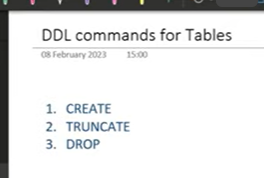 DDL commands for Tables
08 February 2023 15:00
1. CREATE
2. TRUNCATE
3. DROP